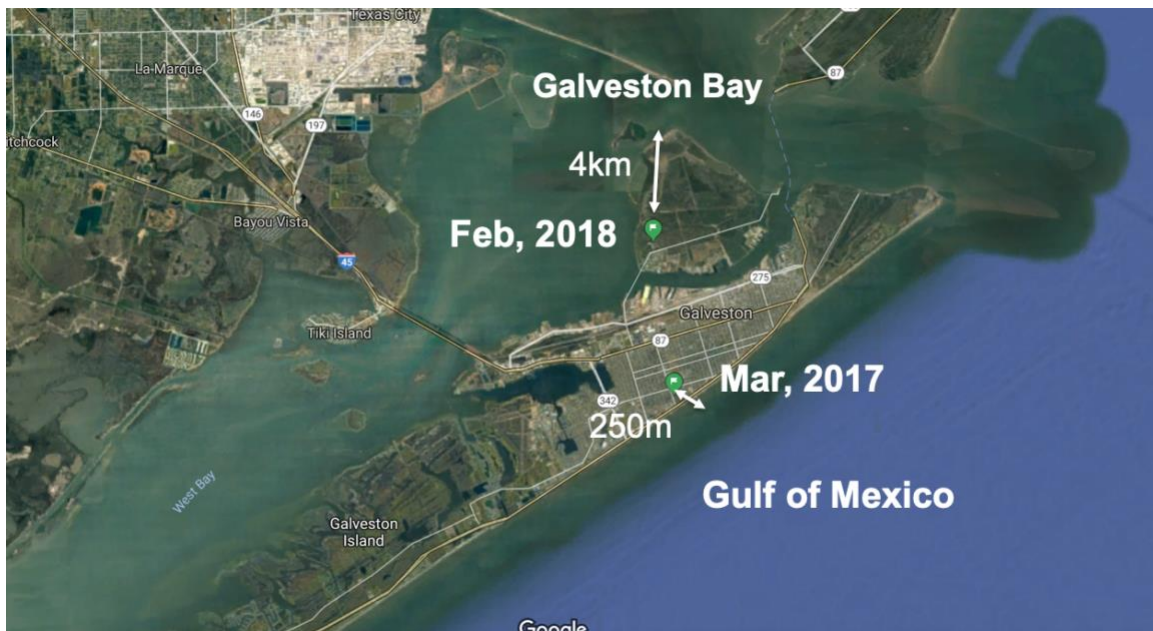 Texas City
La Marque
87
Galveston Bay
146
197
itchcock
4km
Bayou Vista
Feb, 2018
45
275
Tiki Island
Galveston
87
Mar, 2017
342
250m
West Bay
Gulf of Mexico
Galveston
Island
Google